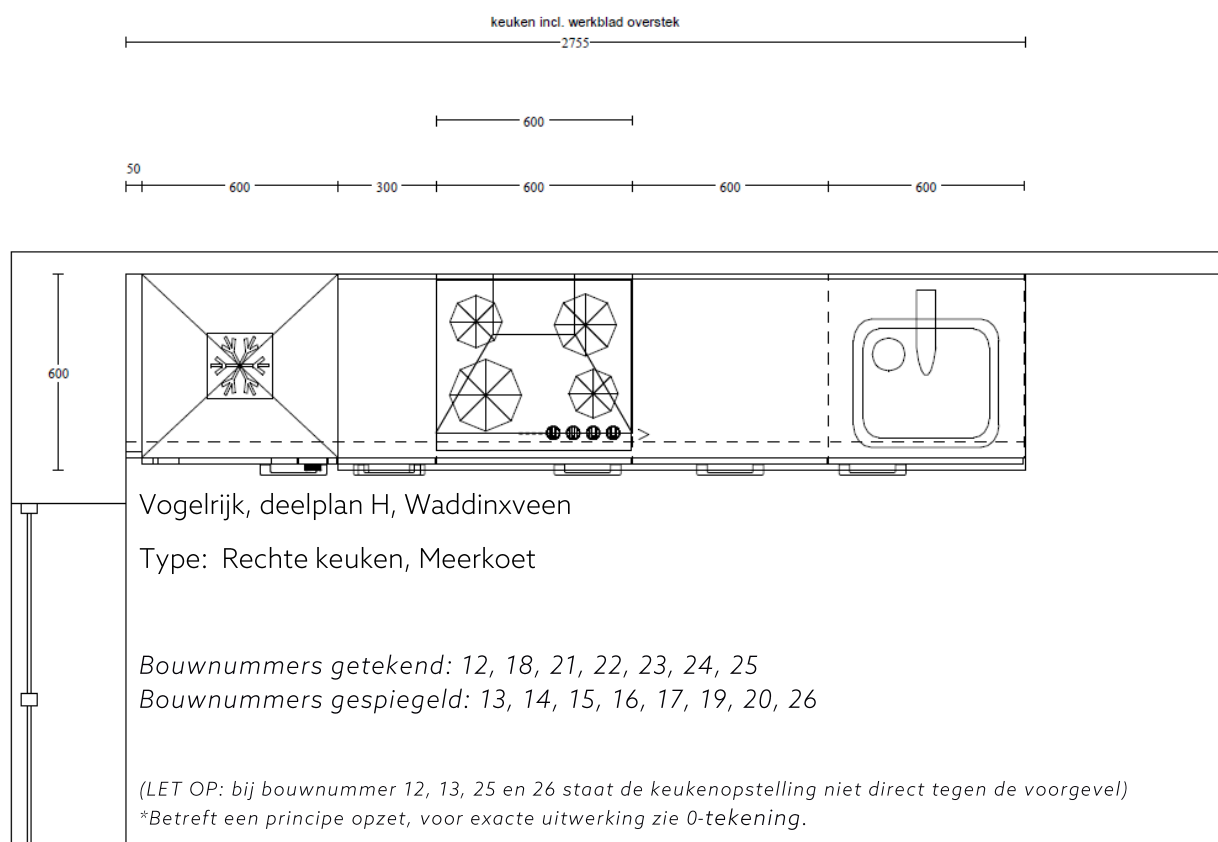 keuken incl. werkblad overstek
2755
600
50
600 300 600 600 600
600
Vogelrijk, deelplan H, Waddinxveen
Type: Rechte keuken, Meerkoet
Bouwnummers getekend: 12, 18, 21, 22, 23, 24, 25
Bouwnummers gespiegeld: 13, 14, 15, 16, 17, 19, 20, 26
(LET OP: bij bouwnummer 12, 13, 25 en 26 staat de keukenopstelling niet direct tegen de voorgevel)
*Betreft een principe opzet, voor exacte uitwerking zie 0-tekening.